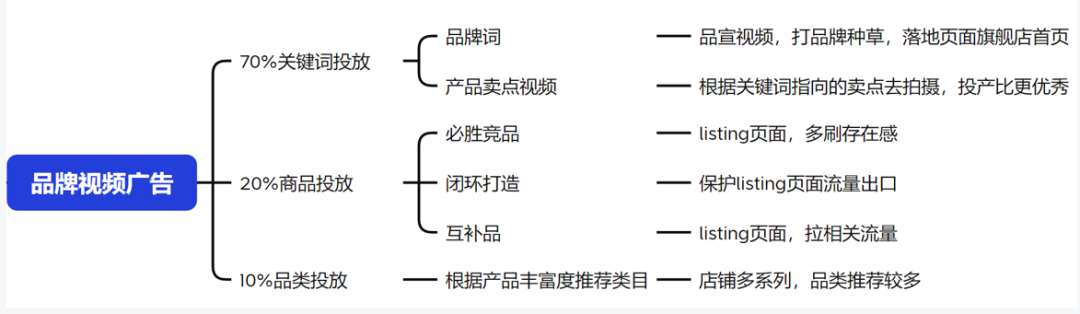 品牌视频广告
70%关键词投放
品牌词
品宣视频，打品牌种草，落地页面旗舰店首页
产品卖点视频
根据关键词指向的卖点去拍摄，投产比更优秀
20%商品投放
必胜竞品
listing页面，多刷存在感
闭环打造
保护listing页面流量出口
互补品
listing页面，拉相关流量
10%品类投放
根据产品丰富度推荐类目
店铺多系列，品类推荐较多